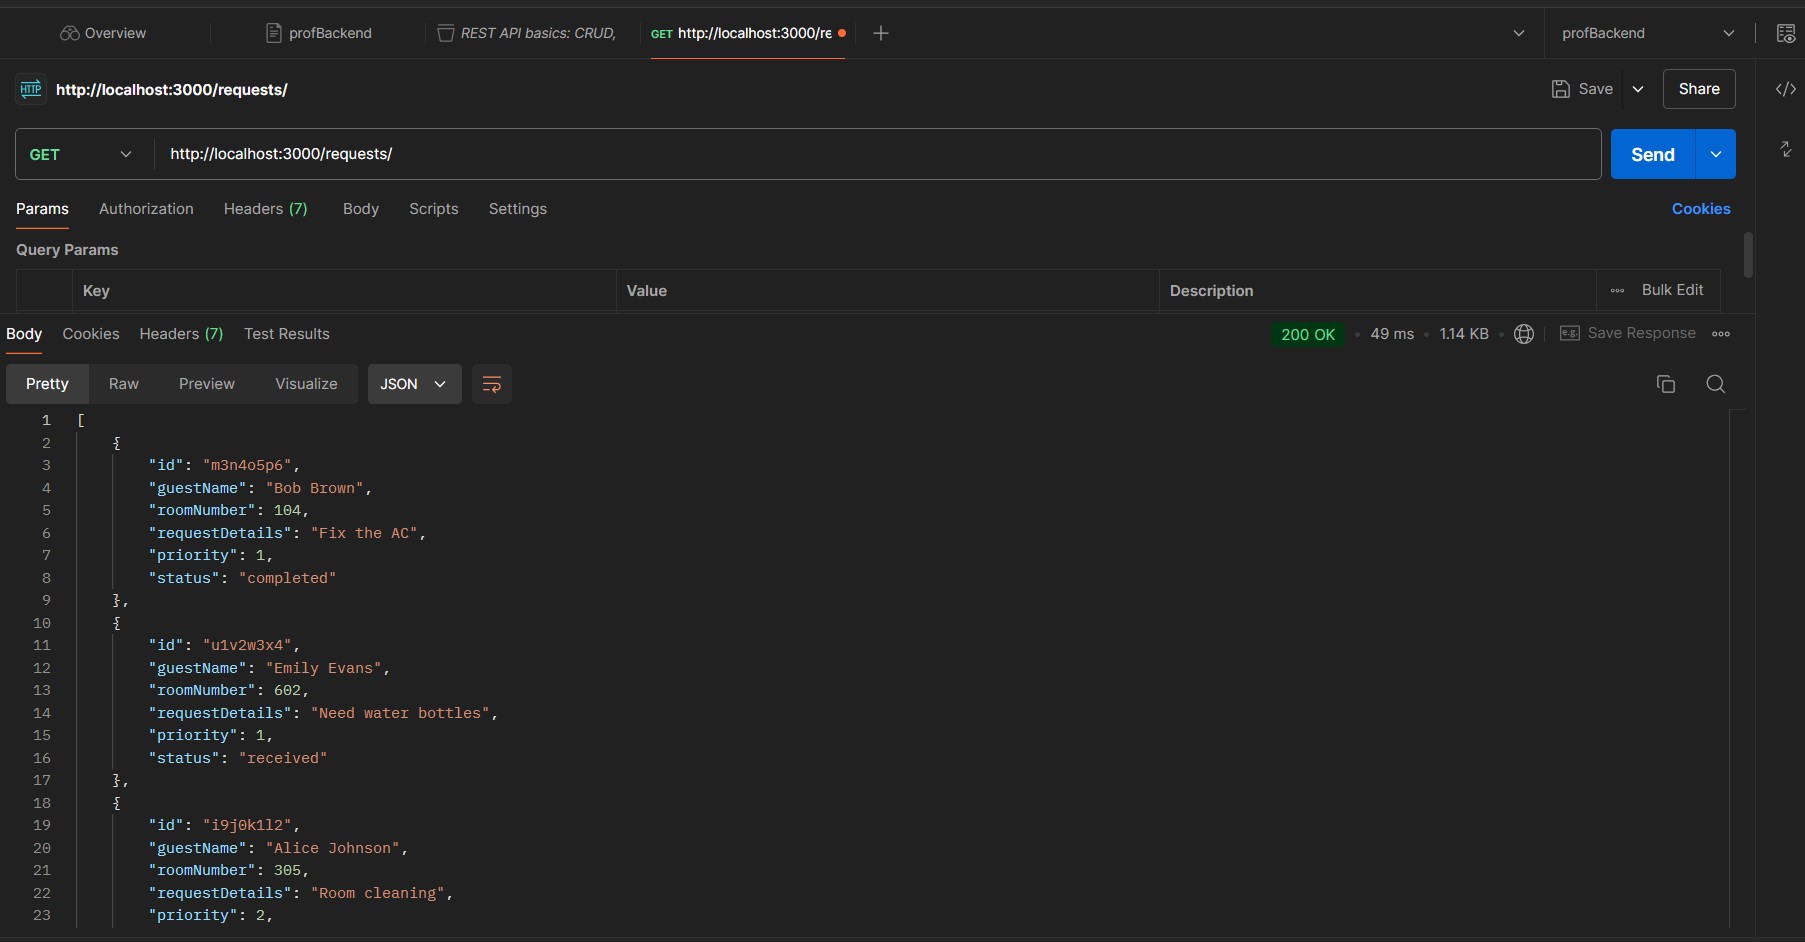 Overview profBackend REST API basics: CRUD, GET http://localhost:3000/re profBackend
HTTP http://localhost:3000/requests/ Save Share
GET http://localhost:3000/requests/ Send
Params Authorization Headers (7) Body Scripts Settings Cookies
Query Params
Key Value Description Bulk Edit
Body Cookies Headers (7) Test Results 200 OK 49 ms 1.14 KB e.g. Save Response
Pretty Raw Preview Visualize JSON
1 [
2 {
3 "id": "m3n4o5p6",
4 "guestName": "Bob Brown",
5 "roomNumber": 104,
6 "requestDetails": "Fix the AC",
7 "priority": 1,
8 "status": "completed"
9 },
10 {
11 "id": "u1v2w3x4",
12 "guestName": "Emily Evans",
13 "roomNumber": 602,
14 "requestDetails": "Need water bottles",
15 "priority": 1,
16 "status": "received"
17 },
18 {
19 "id": "i9j0k1l2",
20 "guestName": "Alice Johnson",
21 "roomNumber": 305,
22 "requestDetails": "Room cleaning",
23 "priority": 2,